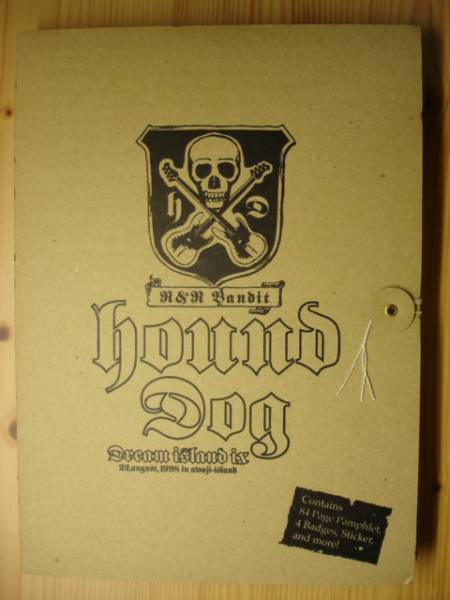 h D
R&R Bandit
hound
Dog
Dream island ix
22.august,1998 in awaji-island
Contains
84 Page Pamphlet,
4 Badges, Sticker,
and more!